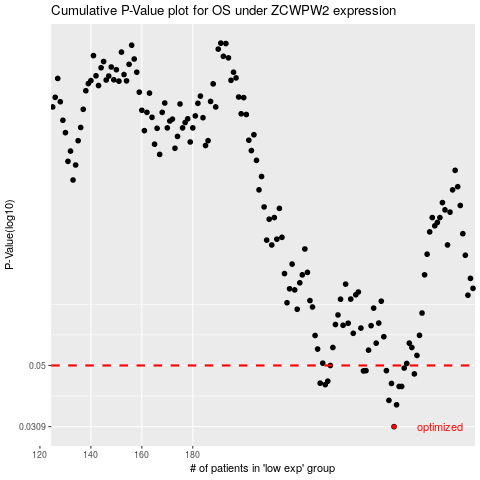 Cumulative P-Value plot for OS under ZCWPW2 expression
P-Value(log10)
0.05
0.0309
optimized
120 140 160 180
# of patients in 'low exp' group